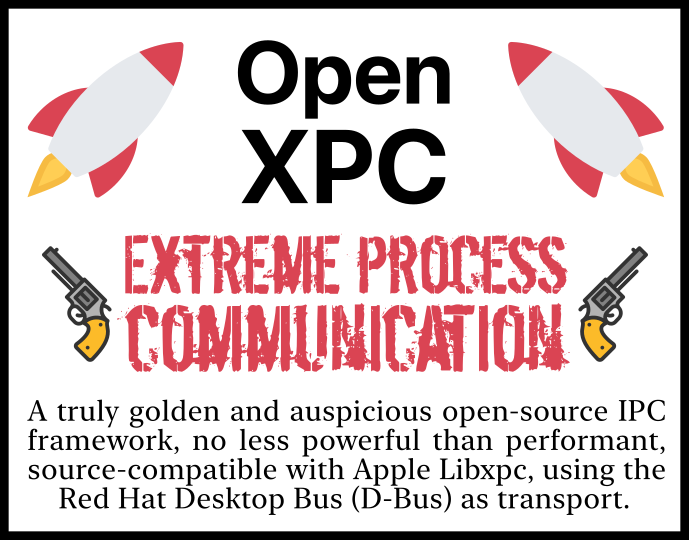 Open
XPC
EXTREME PROCESS
COMMUNICATION
A truly golden and auspicious open-source IPC
framework, no less powerful than performant,
source-compatible with Apple Libxpc, using the
Red Hat Desktop Bus (D-Bus) as transport.